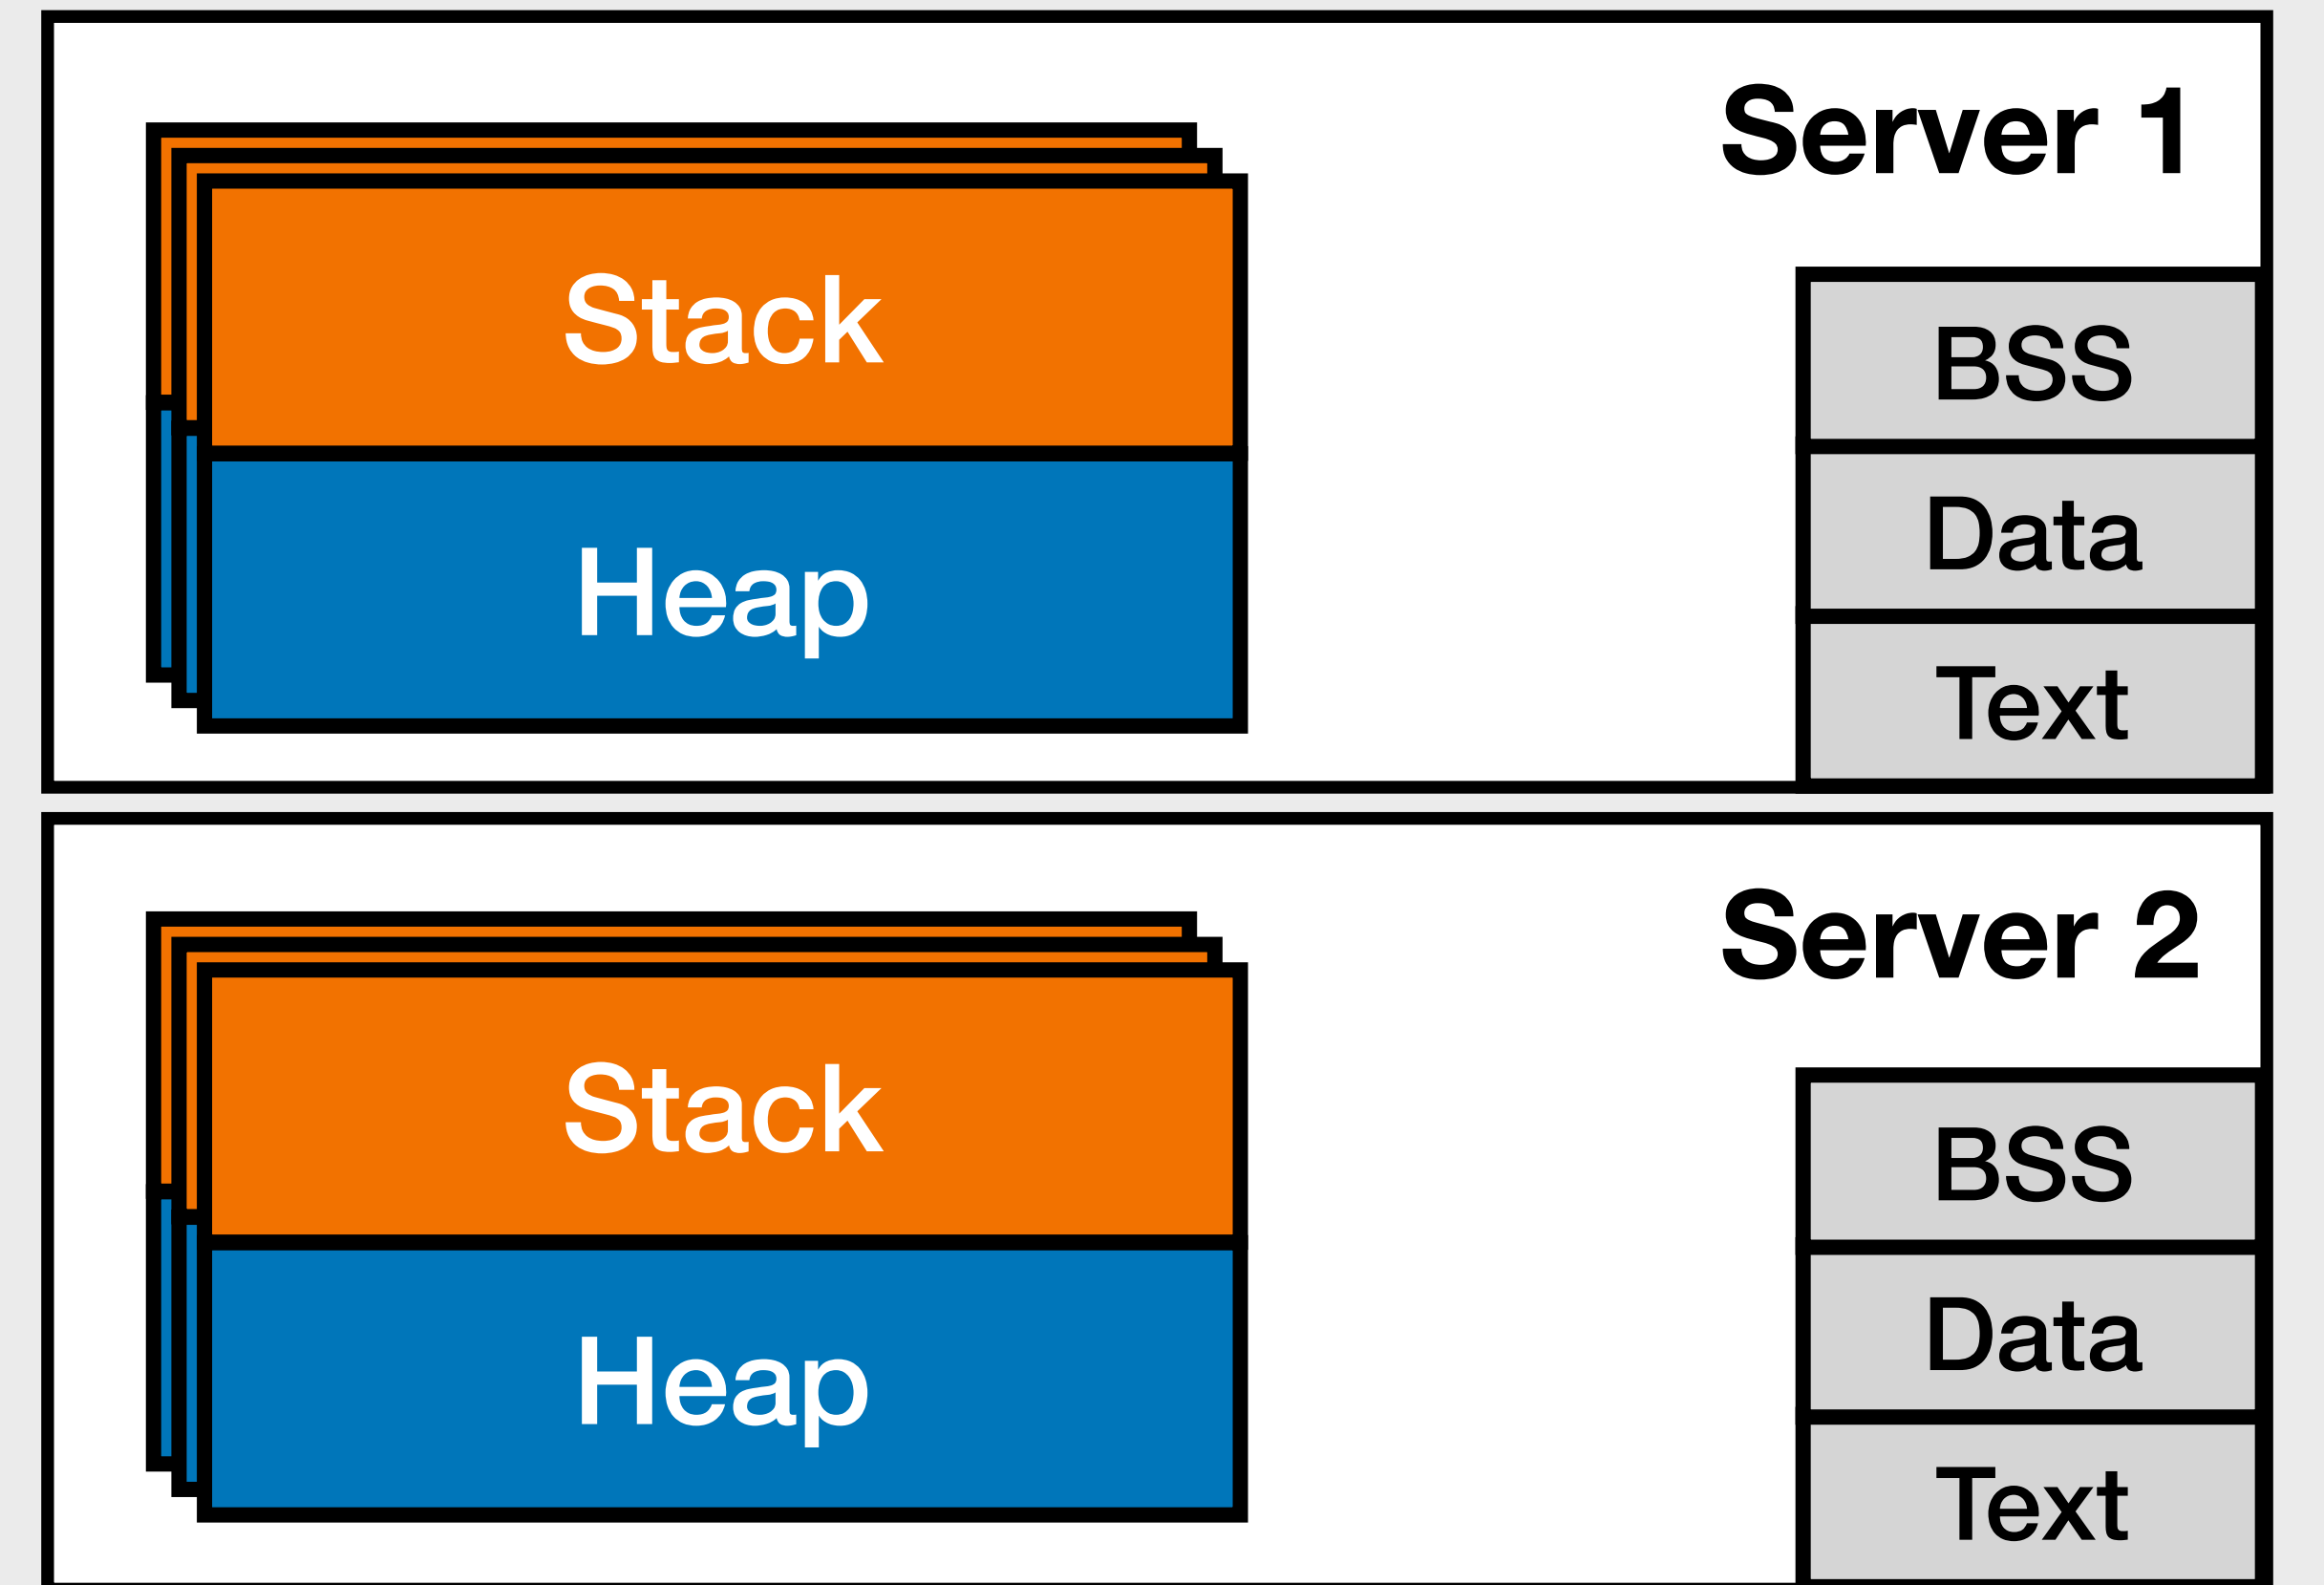 Server 1
Stack
Heap
BSS
Data
Text
Server 2
Stack
Heap
BSS
Data
Text